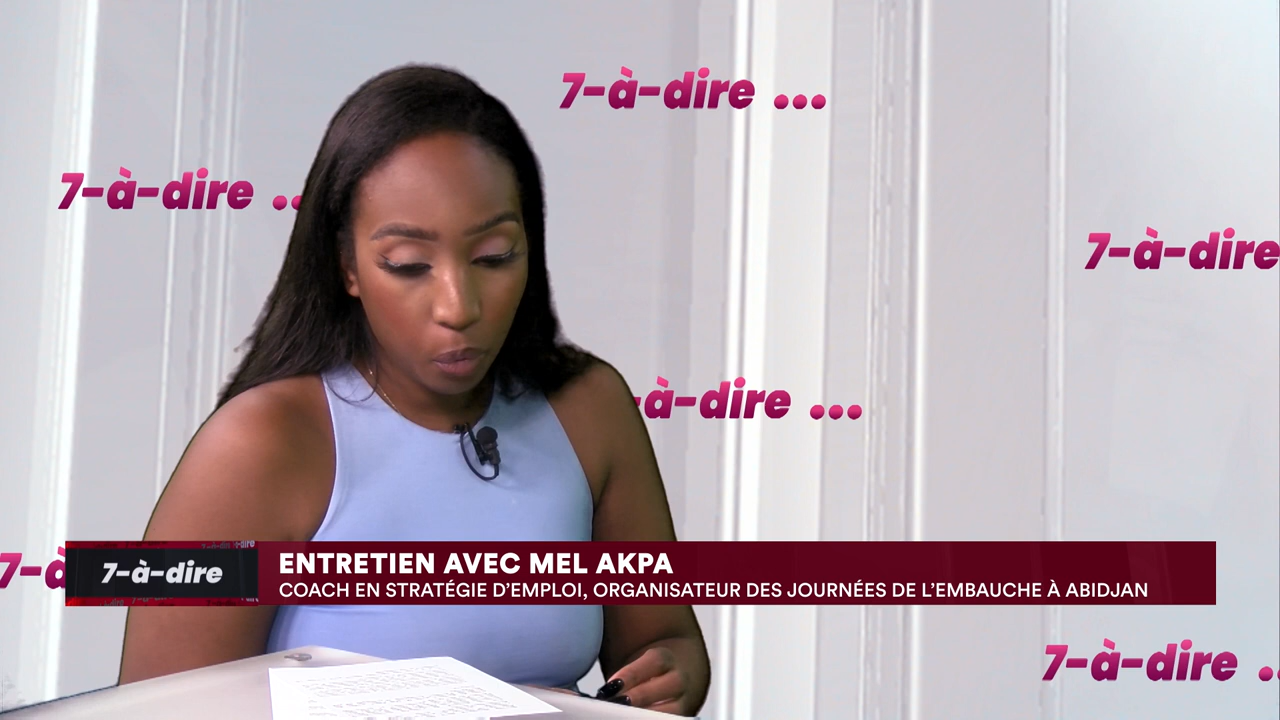 7-à-dire ...
7-à-dire ..
7-à-dire
-à-dire ...
7-à
7-à-dire
ENTRETIEN AVEC MEL AKPA
COACH EN STRATÉGIE D'EMPLOI, ORGANISATEUR DES JOURNÉES DE L'EMBAUCHE À ABIDJAN
7-à-dire ..